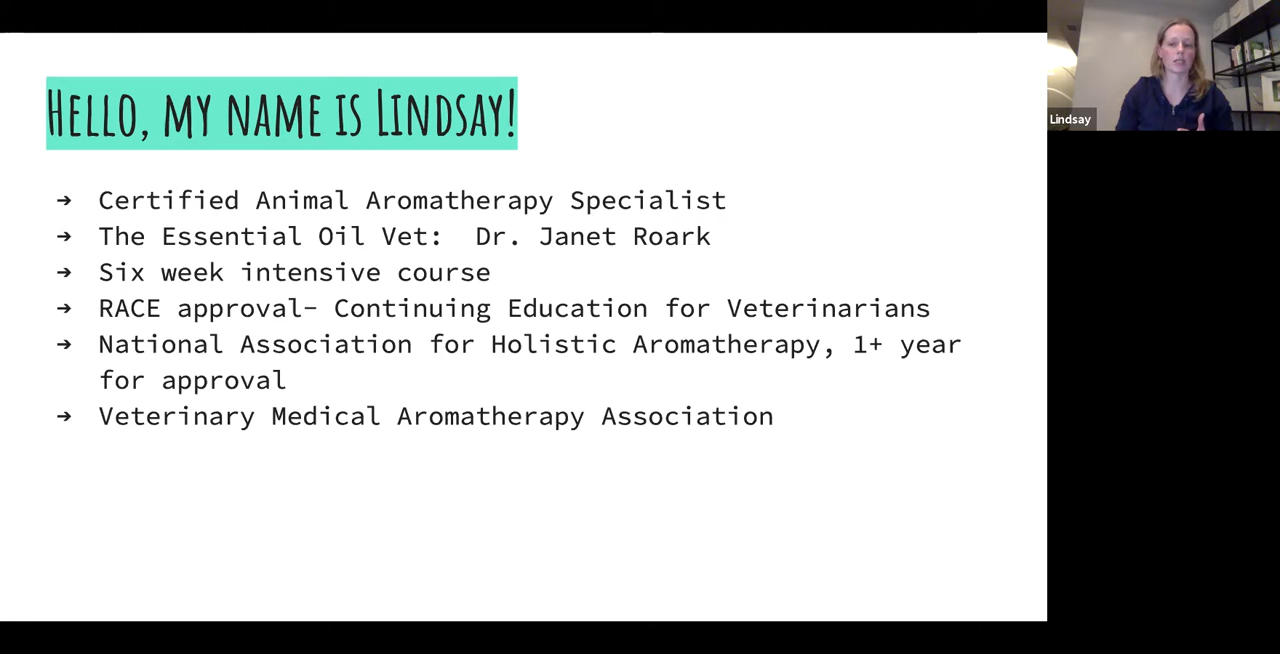 Hello, my name is Lindsay!
Lindsay
➔ Certified Animal Aromatherapy Specialist
➔ The Essential Oil Vet: Dr. Janet Roark
➔ Six week intensive course
➔ RACE approval- Continuing Education for Veterinarians
➔ National Association for Holistic Aromatherapy, 1+ year
for approval
➔ Veterinary Medical Aromatherapy Association